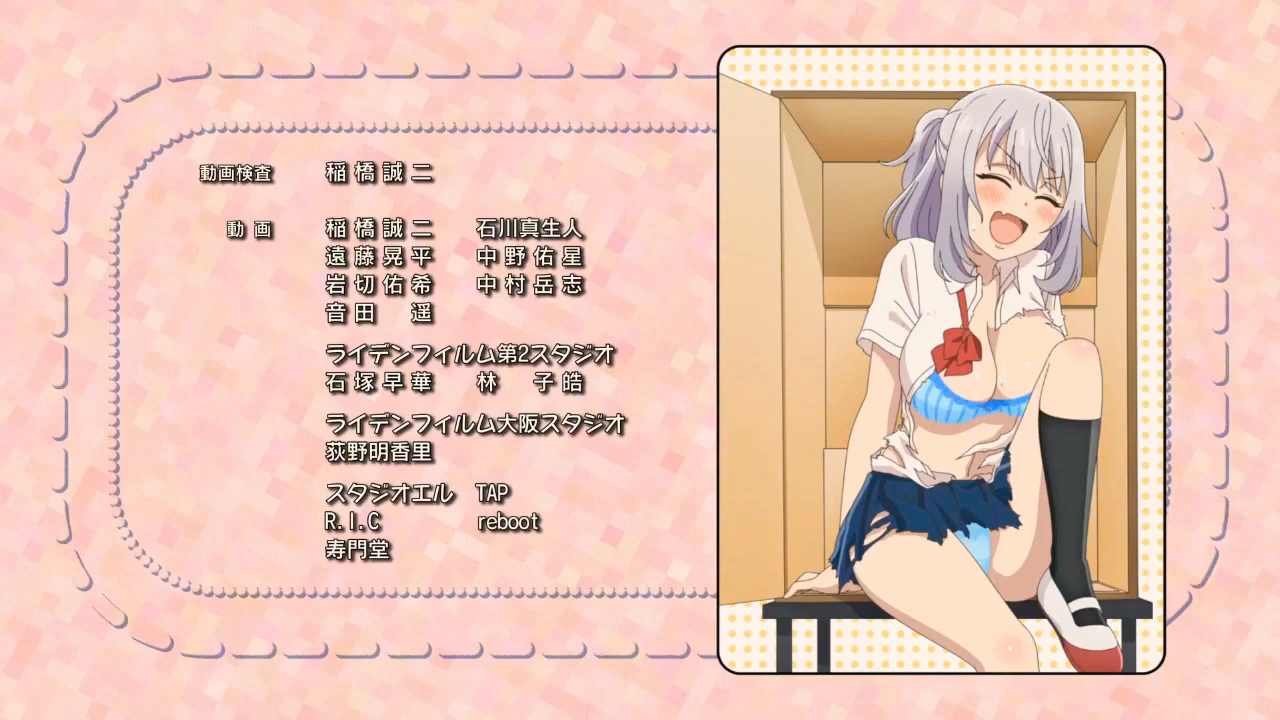 動画検査 稲橋誠二
動画 稲橋誠二 石川真生人
遠藤晃平 中野佑星
岩切佑希 中村岳志
音田 遥
ライデンフィルム第2スタジオ
石塚早華 林 子皓
ライデンフィルム大阪スタジオ
荻野明香里
スタジオエル TAP
R.I.C reboot
寿門堂